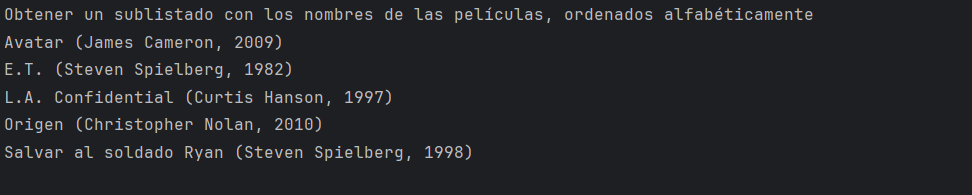 Obtener un sublistado con los nombres de las películas, ordenados alfabéticamente
Avatar (James Cameron, 2009)
E.T. (Steven Spielberg, 1982)
L.A. Confidential (Curtis Hanson, 1997)
Origen (Christopher Nolan, 2010)
Salvar al soldado Ryan (Steven Spielberg, 1998)